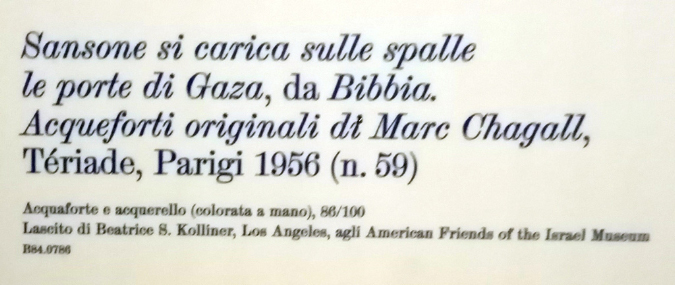 Sansone si carica sulle spalle
le porte di Gaza, da Bibbia.
Acqueforti originali di Marc Chagall,
Tériade, Parigi 1956 (n. 59)
Acquaforte e acquerello (colorata a mano), 86/100
Lascito di Beatrice S. Kolliner, Los Angeles, agli American Friends of the Israel Museum
B84.0786